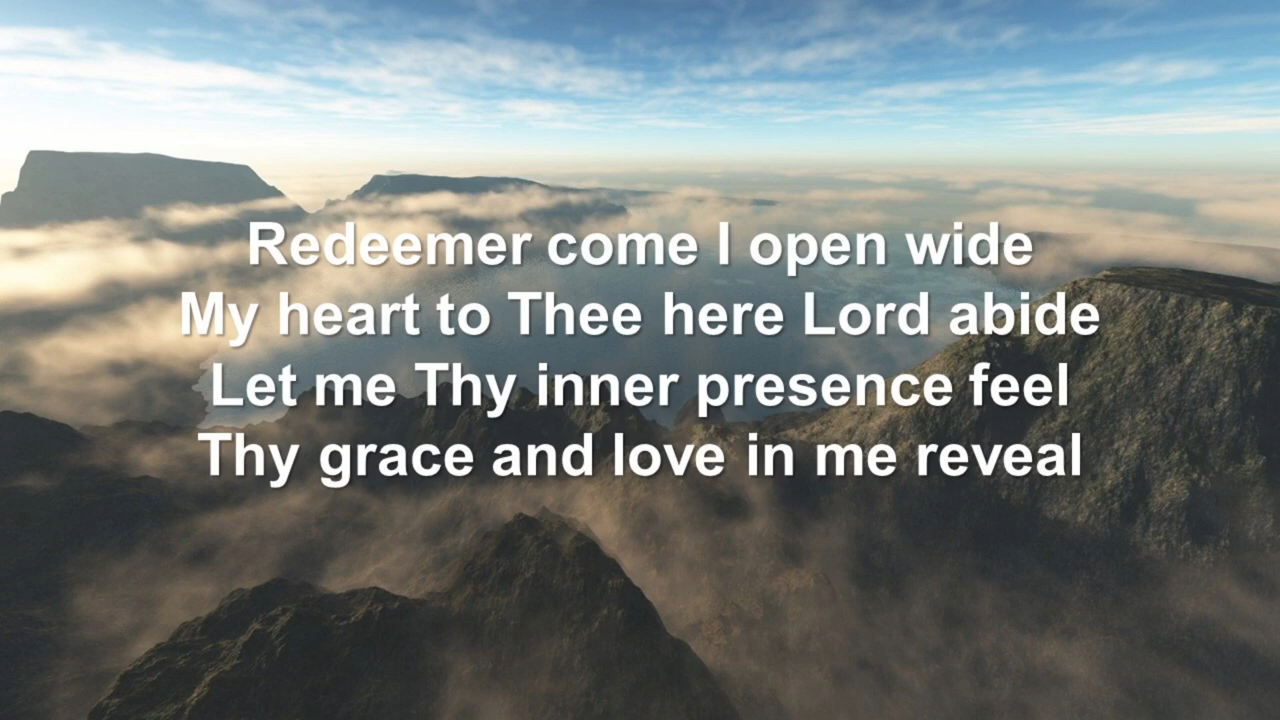 Redeemer come I open wide
My heart to Thee here Lord abide
Let me Thy inner presence feel
Thy grace and love in me reveal